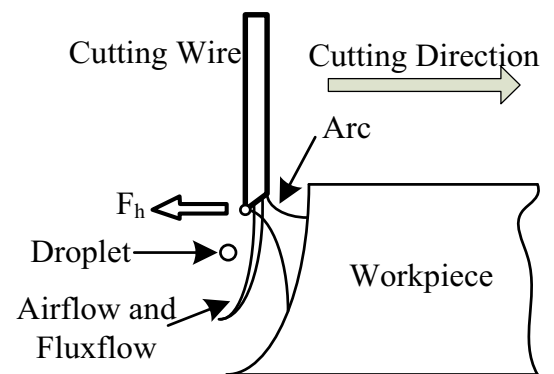 Cutting Wire
Cutting Direction
Arc
Fh
Droplet
Workpiece
Airflow and
Fluxflow